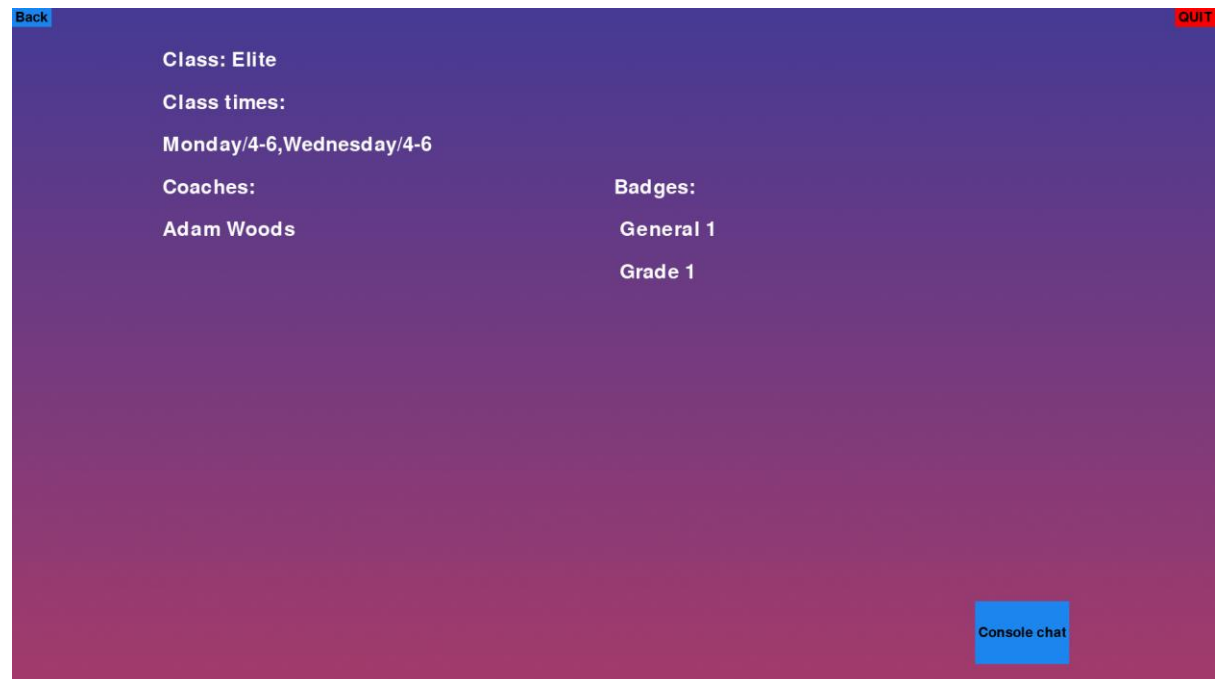 Back
QUIT
Class: Elite
Class times:
Monday/4-6,Wednesday/4-6
Coaches:
Adam Woods
Badges:
General 1
Grade 1
Console chat